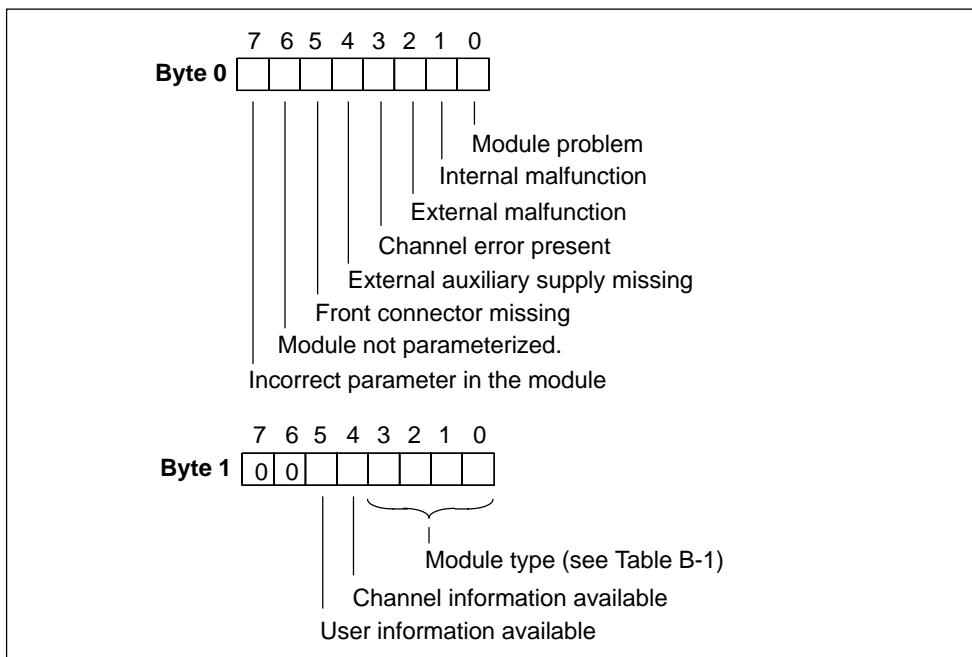 7 6 5 4 3 2 1 0
Byte 0
Module problem
Internal malfunction
External malfunction
Channel error present
External auxiliary supply missing
Front connector missing
Module not parameterized.
Incorrect parameter in the module
7 6 5 4 3 2 1 0
Byte 1 0 0
Module type (see Table B-1)
Channel information available
User information available